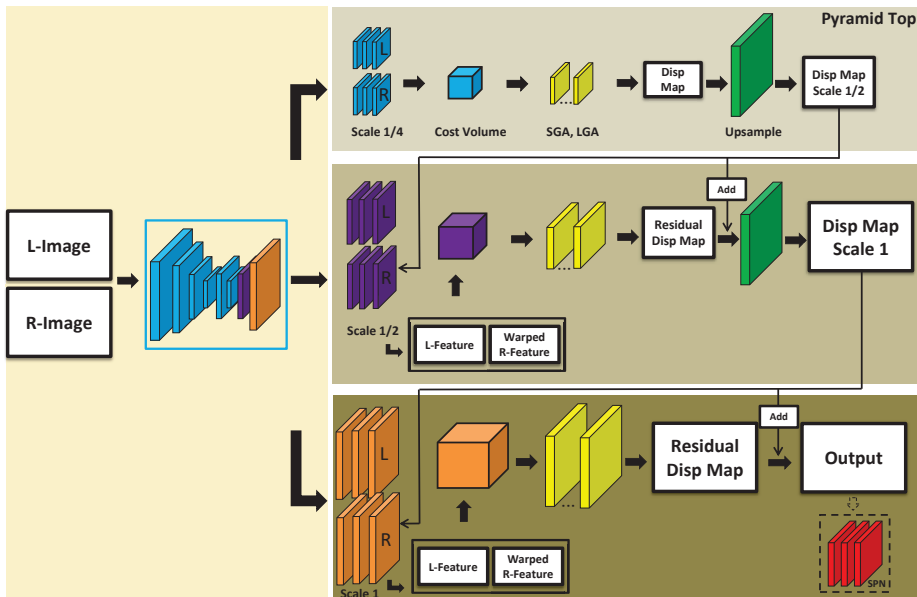 Pyramid Top
L
R
Scale 1/4
Cost Volume
...
SGA, LGA
Disp
Map
Upsample
Disp Map
Scale 1/2
L-Image
R-Image
L
R
Scale 1/2
L-Feature
Warped
R-Feature
...
Residual
Disp Map
Add
Disp Map
Scale 1
L
R
Scale 1
L-Feature
Warped
R-Feature
...
Residual
Disp Map
Add
Output
SPN